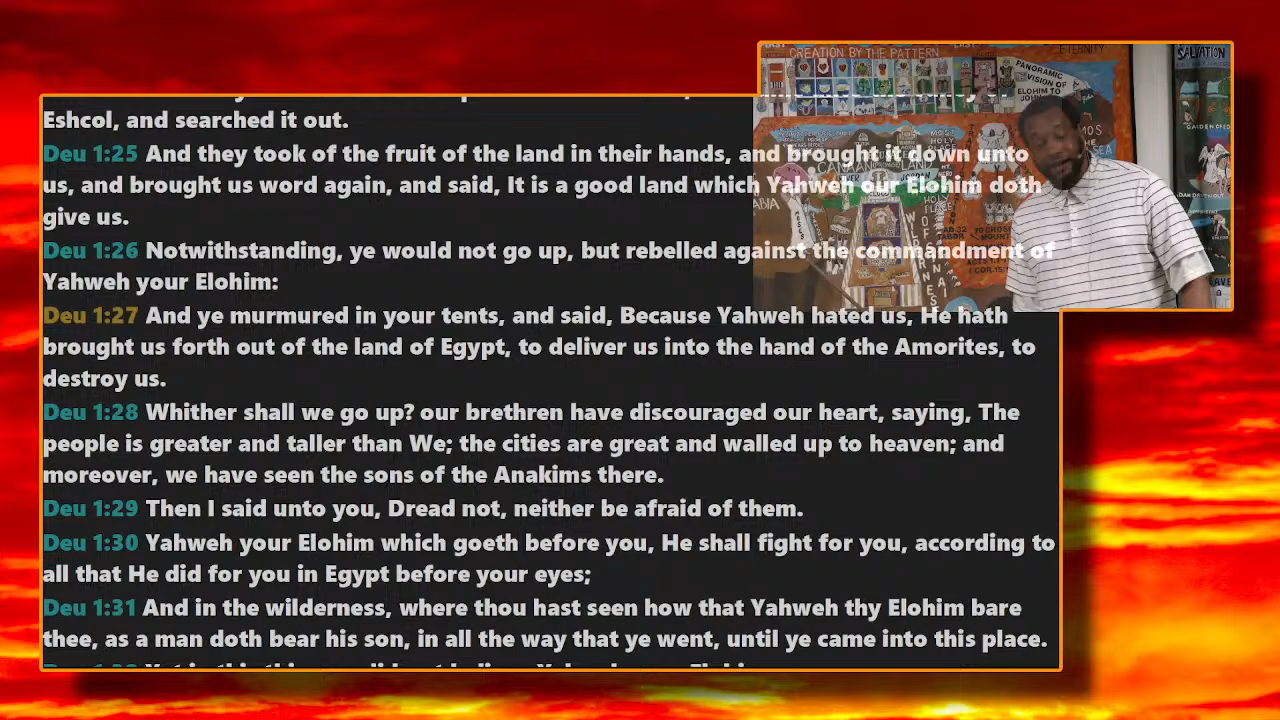 CREATION BY THE PATTERN
ETERNITY
SALVATION
PANORAMIC
VISION OF
ELOHIM TO
Eshcol, and searched it out.
Deu 1:25 And they took of the fruit of the land in their hands, and brought it down unto
us, and brought us word again, and said, It is a good land which Yahweh our Elohim doth
give us.
Deu 1:26 Notwithstanding, ye would not go up, but rebelled against the commandment of
Yahweh your Elohim:
Deu 1:27 And ye murmured in your tents, and said, Because Yahweh hated us, He hath
brought us forth out of the land of Egypt, to deliver us into the hand of the Amorites, to
destroy us.
Deu 1:28 Whither shall we go up? our brethren have discouraged our heart, saying, The
people is greater and taller than We; the cities are great and walled up to heaven; and
moreover, we have seen the sons of the Anakims there.
Deu 1:29 Then I said unto you, Dread not, neither be afraid of them.
Deu 1:30 Yahweh your Elohim which goeth before you, He shall fight for you, according to
all that He did for you in Egypt before your eyes;
Deu 1:31 And in the wilderness, where thou hast seen how that Yahweh thy Elohim bare
thee, as a man doth bear his son, in all the way that ye went, until ye came into this place.